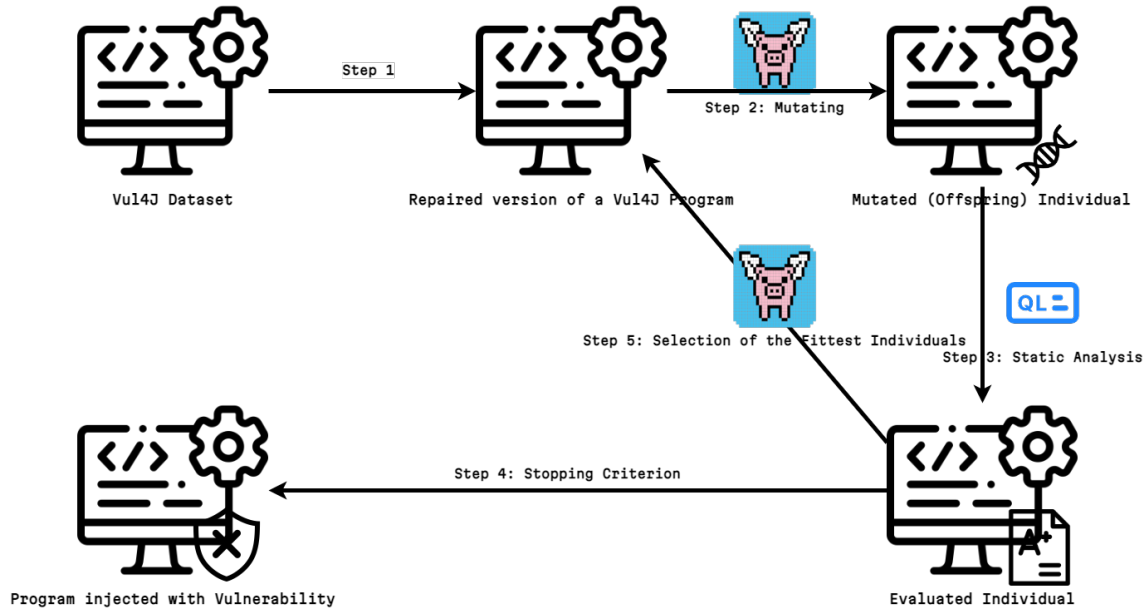 Step 1
Step 2: Mutating
Vul4J Dataset
Repaired version of a Vul4J Program
Mutated (Offspring) Individual
QL
Step 5: Selection of the Fittest Individuals
Step 3: Static Analysis
Step 4: Stopping Criterion
A+
Program injected with Vulnerability
Evaluated Individual